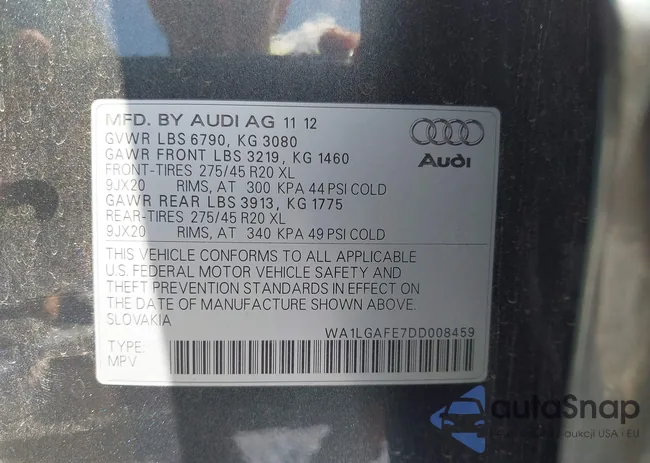 MFD. BY AUDI AG 11 12
GVWR LBS 6790, KG 3080
GAWR FRONT LBS 3219, KG 1460
FRONT-TIRES 275/45 R20 XL
9JX20 RIMS, AT 300 KPA 44 PSI COLD
GAWR REAR LBS 3913, KG 1775
REAR-TIRES 275/45 R20 XL
9JX20 RIMS, AT 340 KPA 49 PSI COLD
Audi
THIS VEHICLE CONFORMS TO ALL APPLICABLE
U.S. FEDERAL MOTOR VEHICLE SAFETY AND
THEFT PREVENTION STANDARDS IN EFFECT ON
THE DATE OF MANUFACTURE SHOWN ABOVE.
SLOVAKIA
WA1LGAFE7DD008459
TYPE:
MPV
autoSnap
aukcji USA i EU